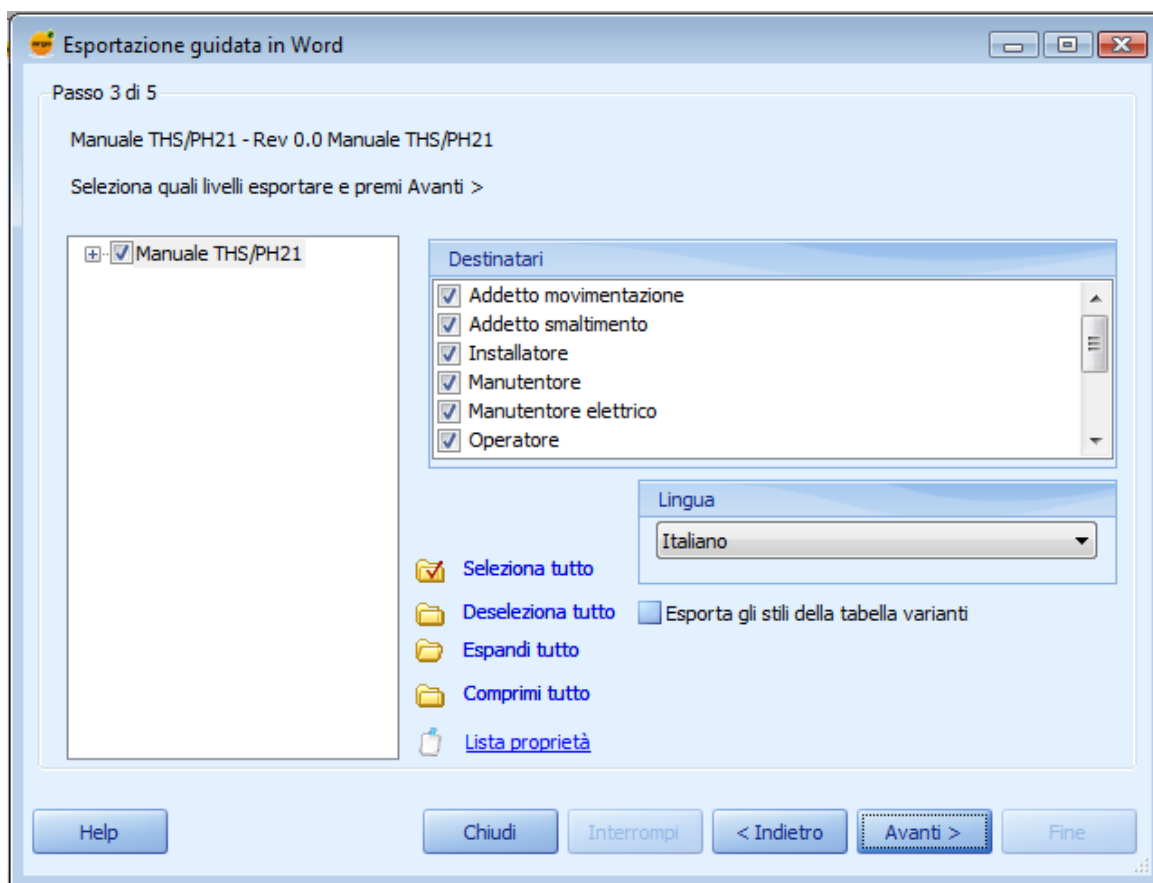 Esportazione guidata in Word
Passo 3 di 5
Manuale THS/PH21 - Rev 0.0 Manuale THS/PH21
Seleziona quali livelli esportare e premi Avanti >
Manuale THS/PH21
Destinatari
Addetto movimentazione
Addetto smaltimento
Installatore
Manutentore
Manutentore elettrico
Operatore
Lingua
Italiano
Seleziona tutto
Deseleziona tutto
Esporta gli stili della tabella varianti
Espandi tutto
Comprimi tutto
Lista proprietà
Help
Chiudi
Interrompi
< Indietro
Avanti >
Fine